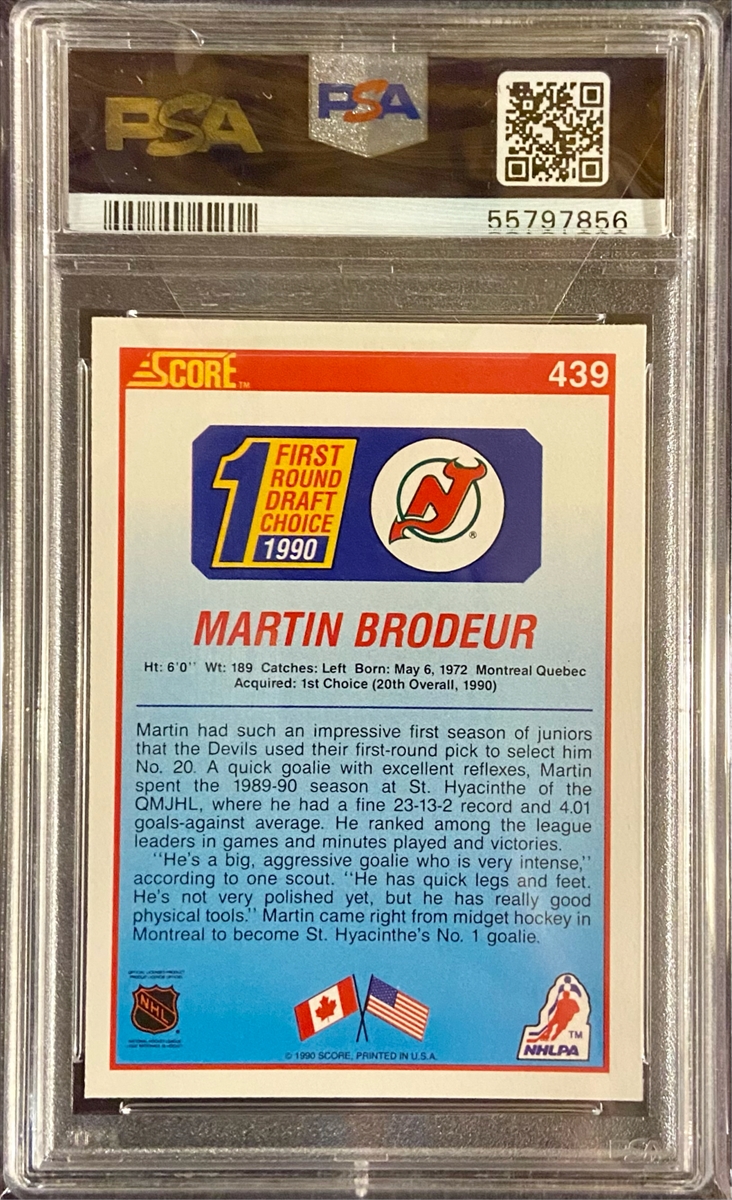 PSA PSA
55797856
SCORE™ 439
1 FIRST
ROUND
DRAFT
CHOICE
1990
NJ ®
MARTIN BRODEUR
Ht: 6'0'' Wt: 189 Catches: Left Born: May 6, 1972 Montreal Quebec
Acquired: 1st Choice (20th Overall, 1990)
Martin had such an impressive first season of juniors
that the Devils used their first-round pick to select him
No. 20. A quick goalie with excellent reflexes, Martin
spent the 1989-90 season at St. Hyacinthe of the
QMJHL, where he had a fine 23-13-2 record and 4.01
goals-against average. He ranked among the league
leaders in games and minutes played and victories.
''He's a big, aggressive goalie who is very intense,''
according to one scout. ''He has quick legs and feet.
He's not very polished yet, but he has really good
physical tools.'' Martin came right from midget hockey in
Montreal to become St. Hyacinthe's No. 1 goalie.
NHL
TM
NHLPA
© 1990 SCORE, PRINTED IN U.S.A.
PSA